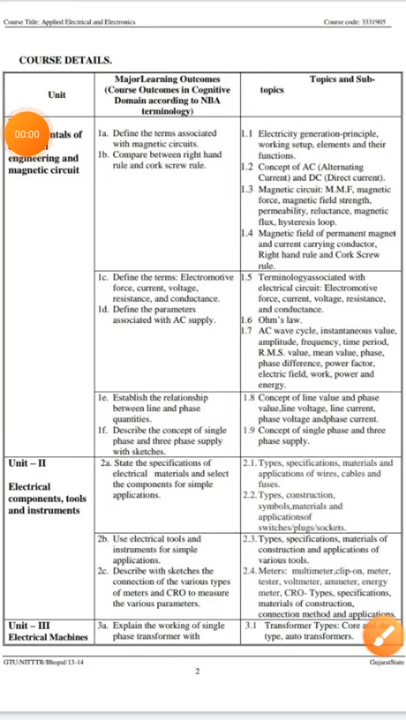 Course Title: Applied Electrical and Electronics
Course code: 3331905
COURSE DETAILS.
Unit
MajorLearning Outcomes
(Course Outcomes in Cognitive
Domain according to NBA
terminology)
Topics and Sub-
topics
00:00
ntals of
engineering and
magnetic circuit
1a. Define the terms associated
with magnetic circuits.
1b. Compare between right hand
rule and cork screw rule.
1.1 Electricity generation-principle,
working setup, elements and their
functions.
1.2 Concept of AC (Alternating
Current) and DC (Direct current).
1.3 Magnetic circuit: M.M.F, magnetic
force, magnetic field strength,
permeability, reluctance, magnetic
flux, hysteresis loop.
1.4 Magnetic field of permanent magnet
and current carrying conductor,
Right hand rule and Cork Screw
rule.
1c. Define the terms: Electromotive
force, current, voltage,
resistance, and conductance.
1d. Define the parameters
associated with AC supply.
1.5 Terminologyassociated with
electrical circuit: Electromotive
force, current, voltage, resistance,
and conductance.
1.6 Ohm's law.
1.7 AC wave cycle, instantaneous value,
amplitude, frequency, time period,
R.M.S. value, mean value, phase,
phase difference, power factor,
electric field, work, power and
energy.
1e. Establish the relationship
between line and phase
quantities.
1f. Describe the concept of single
phase and three phase supply
with sketches.
1.8 Concept of line value and phase
value,line voltage, line current,
phase voltage andphase current.
1.9 Concept of single phase and three
phase supply.
Unit – II
Electrical
components, tools
and instruments
2a. State the specifications of
electrical materials and select
the components for simple
applications.
2.1. Types, specifications, materials and
applications of wires, cables and
fuses.
2.2. Types, construction,
symbols,materials and
applicationsof
switches/plugs/sockets.
2b. Use electrical tools and
instruments for simple
applications.
2c. Describe with sketches the
connection of the various types
of meters and CRO to measure
the various parameters.
2.3. Types, specifications, materials of
construction and applications of
various tools.
2.4. Meters: multimeter,clip-on, meter,
tester, voltmeter, ammeter, energy
meter, CRO- Types, specifications,
materials of construction,
connection method and applications.
Unit – III
Electrical Machines
3a. Explain the working of single
phase transformer with
3.1 Transformer Types: Core
type, auto transformers.
GTU/NITTTR/Bhopal/13-14
GujaratState
2